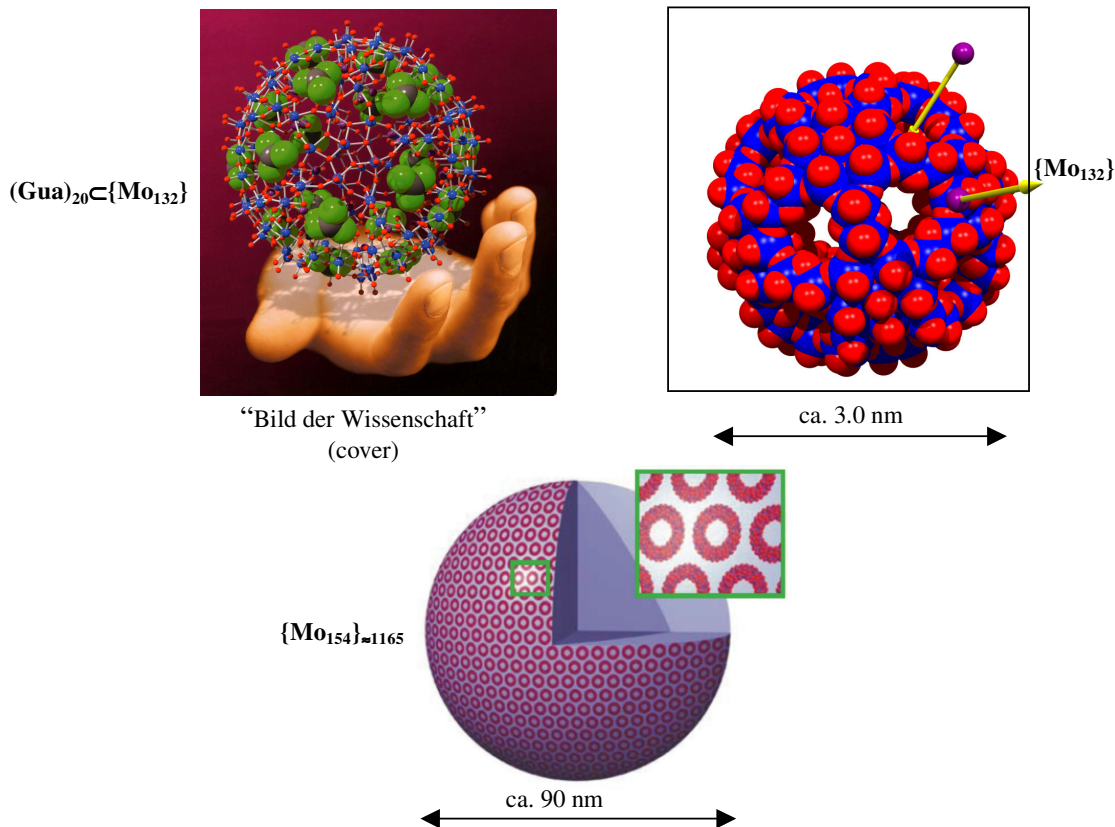 (Gua)₂₀⊂{Mo₁₃₂}
{Mo₁₃₂}
“Bild der Wissenschaft”
(cover)
ca. 3.0 nm
{Mo₁₅₄}≈₁₁₆₅
ca. 90 nm